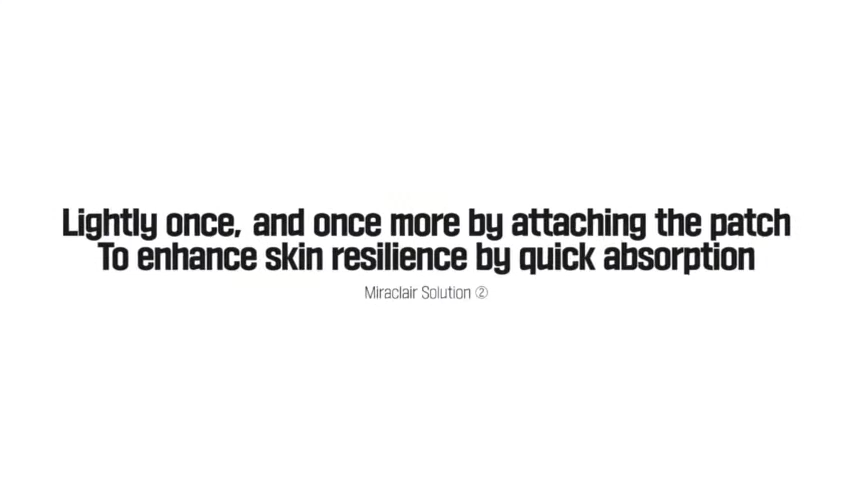 Lightly once, and once more by attaching the patch
To enhance skin resilience by quick absorption
Miraclair Solution ②